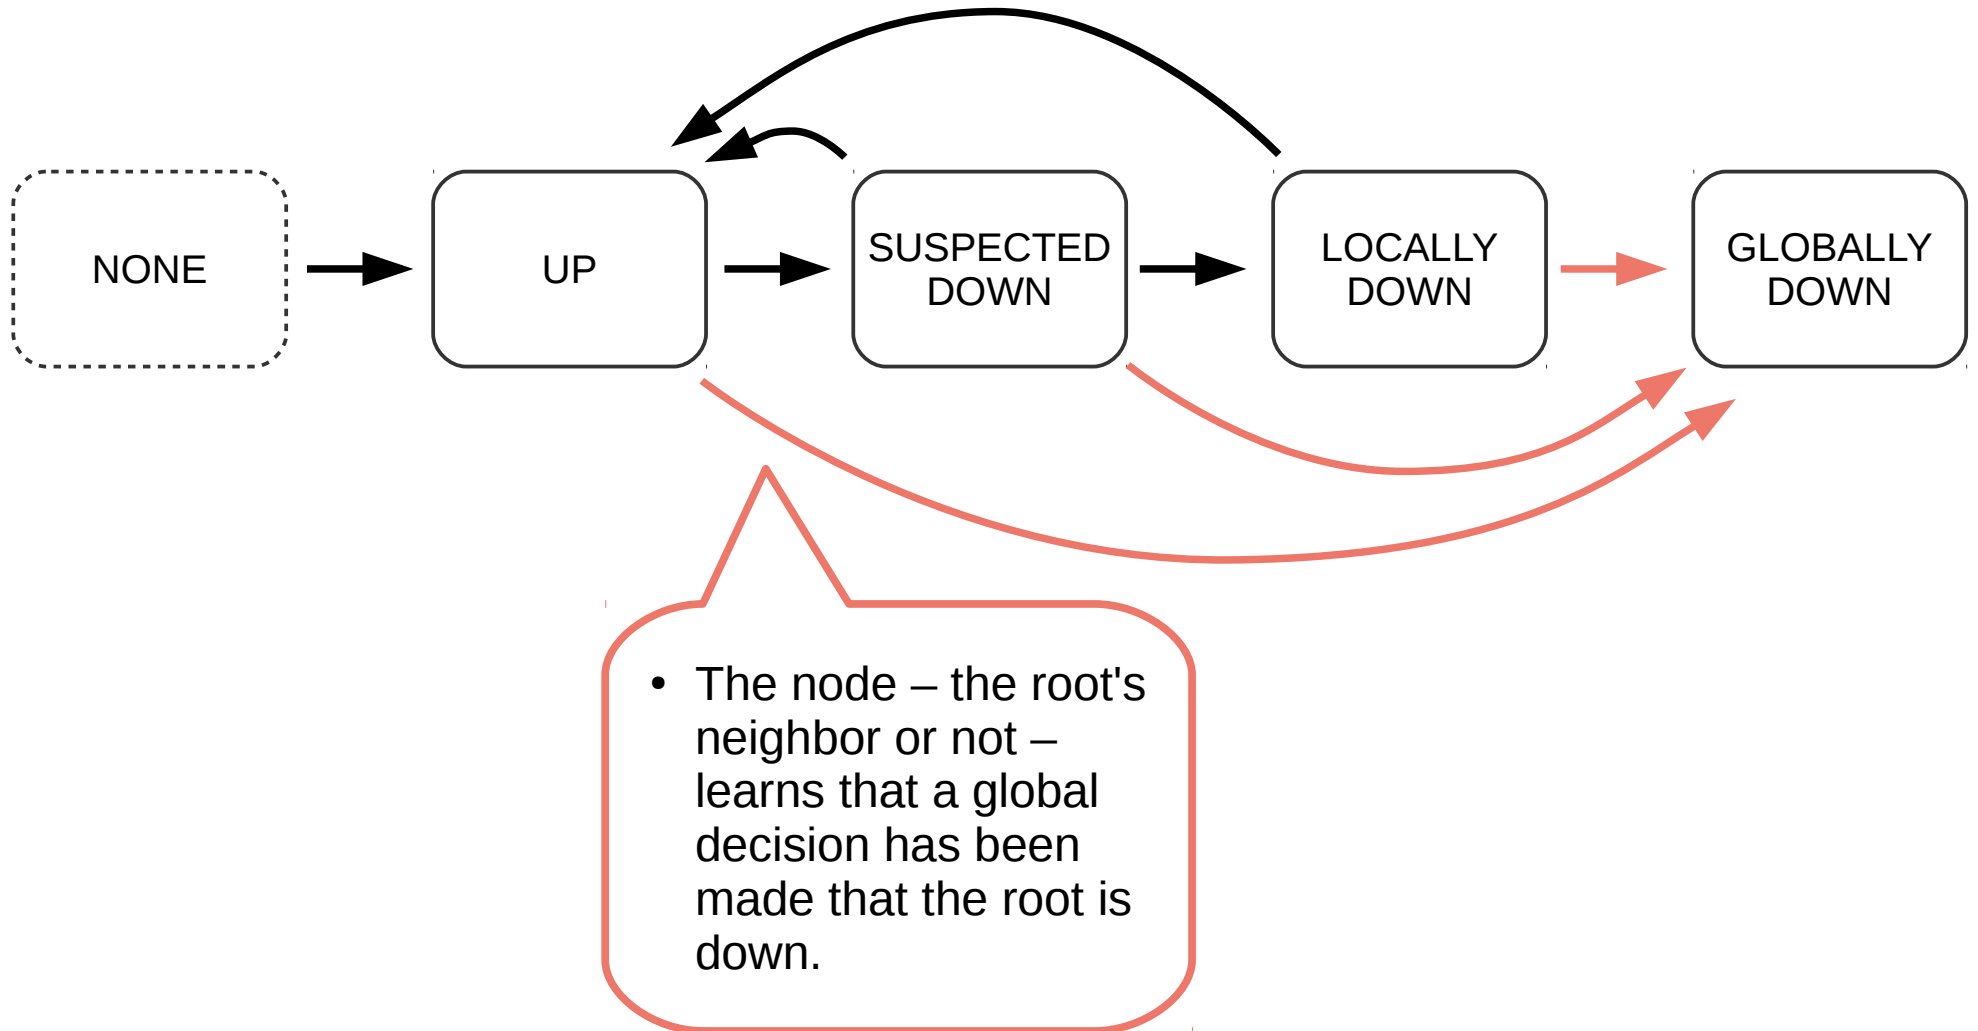 NONE
UP
SUSPECTED
DOWN
LOCALLY
DOWN
GLOBALLY
DOWN
• The node – the root's
neighbor or not –
learns that a global
decision has been
made that the root is
down.